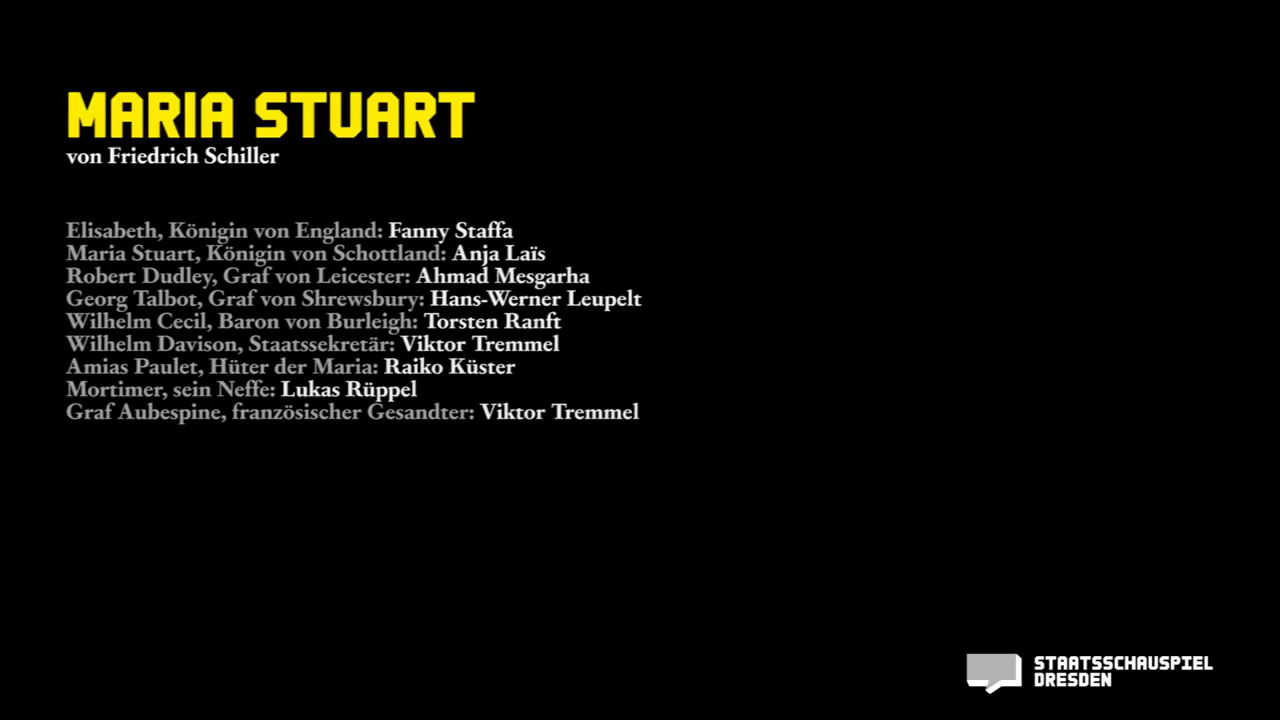 MARIA STUART
von Friedrich Schiller
Elisabeth, Königin von England: Fanny Staffa
Maria Stuart, Königin von Schottland: Anja Laïs
Robert Dudley, Graf von Leicester: Ahmad Mesgarha
Georg Talbot, Graf von Shrewsbury: Hans-Werner Leupelt
Wilhelm Cecil, Baron von Burleigh: Torsten Ranft
Wilhelm Davison, Staatssekretär: Viktor Tremmel
Amias Paulet, Hüter der Maria: Raiko Küster
Mortimer, sein Neffe: Lukas Rüppel
Graf Aubespine, französischer Gesandter: Viktor Tremmel
STAATSSCHAUSPIEL
DRESDEN